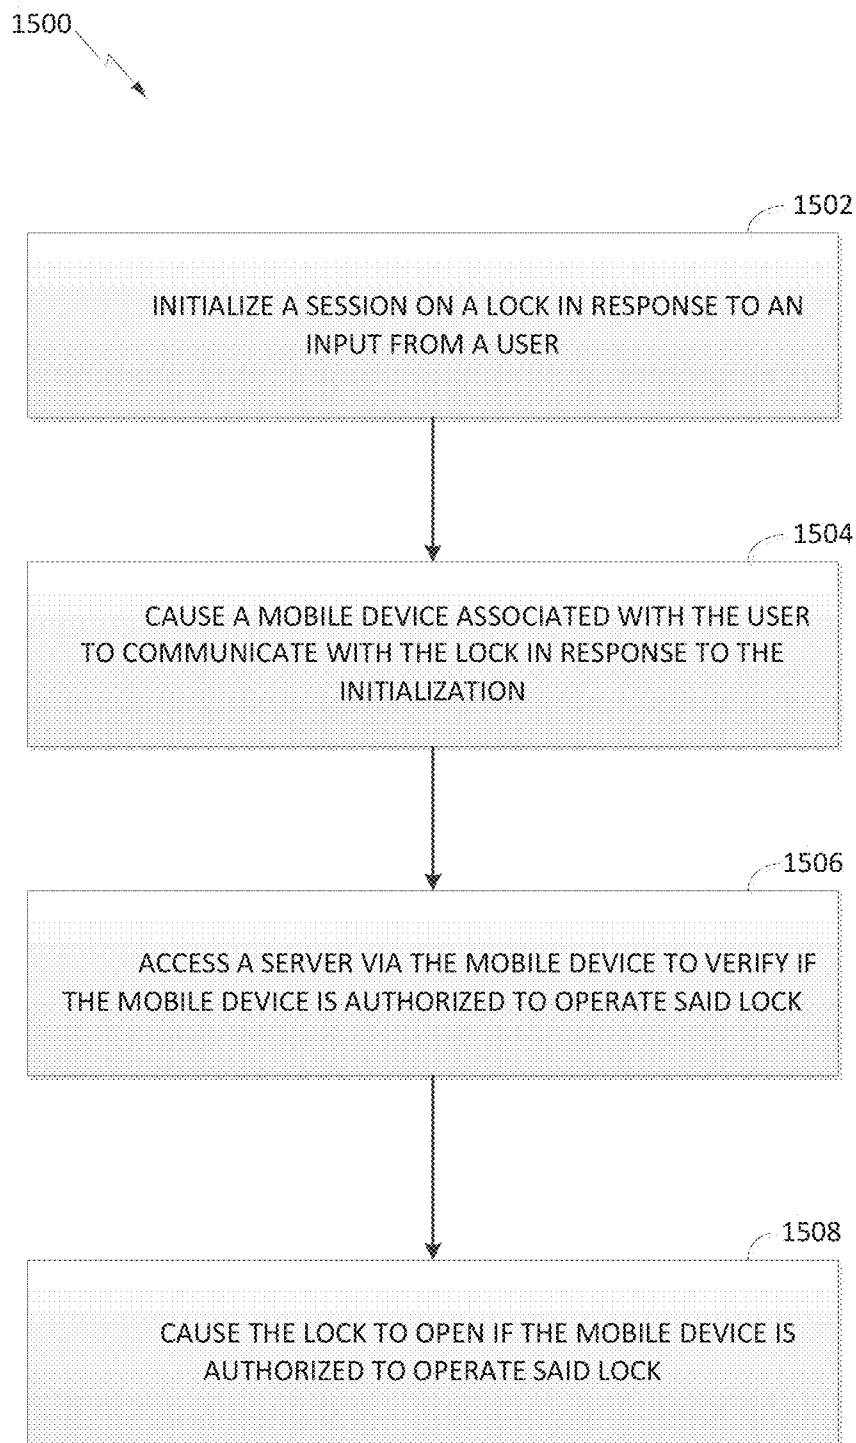 1500
1502
INITIALIZE A SESSION ON A LOCK IN RESPONSE TO AN
INPUT FROM A USER
1504
CAUSE A MOBILE DEVICE ASSOCIATED WITH THE USER
TO COMMUNICATE WITH THE LOCK IN RESPONSE TO THE
INITIALIZATION
1506
ACCESS A SERVER VIA THE MOBILE DEVICE TO VERIFY IF
THE MOBILE DEVICE IS AUTHORIZED TO OPERATE SAID LOCK
1508
CAUSE THE LOCK TO OPEN IF THE MOBILE DEVICE IS
AUTHORIZED TO OPERATE SAID LOCK